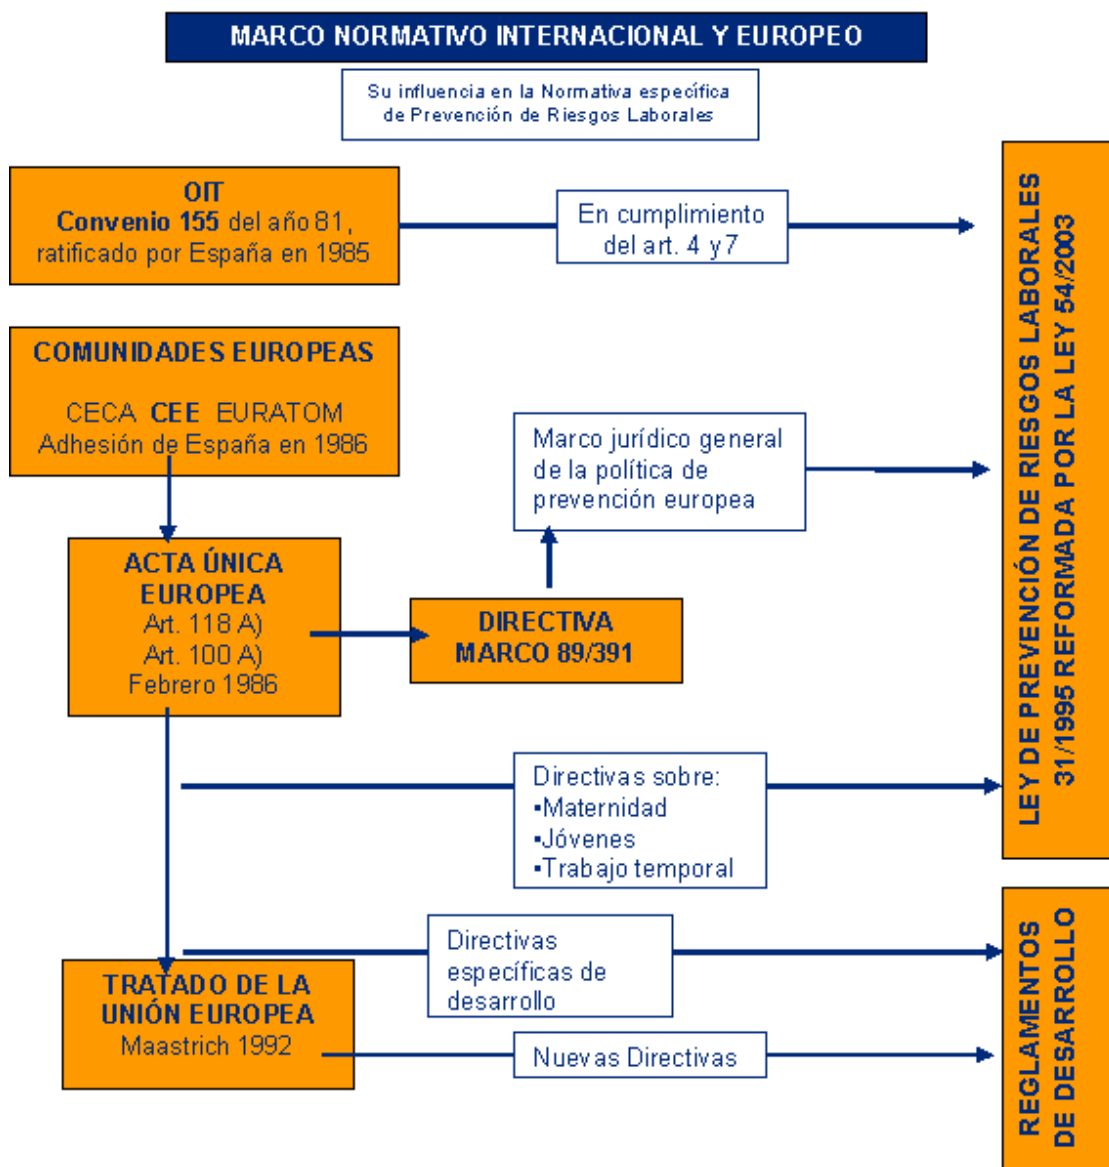 MARCO NORMATIVO INTERNACIONAL Y EUROPEO
Su influencia en la Normativa específica
de Prevención de Riesgos Laborales
OIT
Convenio 155 del año 81,
ratificado por España en 1985
En cumplimiento
del art. 4 y 7
COMUNIDADES EUROPEAS
CECA CEE EURATOM
Adhesión de España en 1986
Marco jurídico general
de la política de
prevención europea
ACTA ÚNICA
EUROPEA
Art. 118 A)
Art. 100 A)
Febrero 1986
DIRECTIVA
MARCO 89/391
LEY DE PREVENCIÓN DE RIESGOS LABORALES
31/1995 REFORMADA POR LA LEY 54/2003
Directivas sobre:
▪Maternidad
▪Jóvenes
▪Trabajo temporal
Directivas
específicas de
desarrollo
TRATADO DE LA
UNIÓN EUROPEA
Maastrich 1992
Nuevas Directivas
REGLAMENTOS
DE DESARROLLO